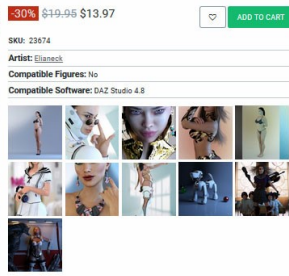 -30% $19.95 $13.97
ADD TO CART
SKU: 23674
Artist: Elianeck
Compatible Figures: No
Compatible Software: DAZ Studio 4.8